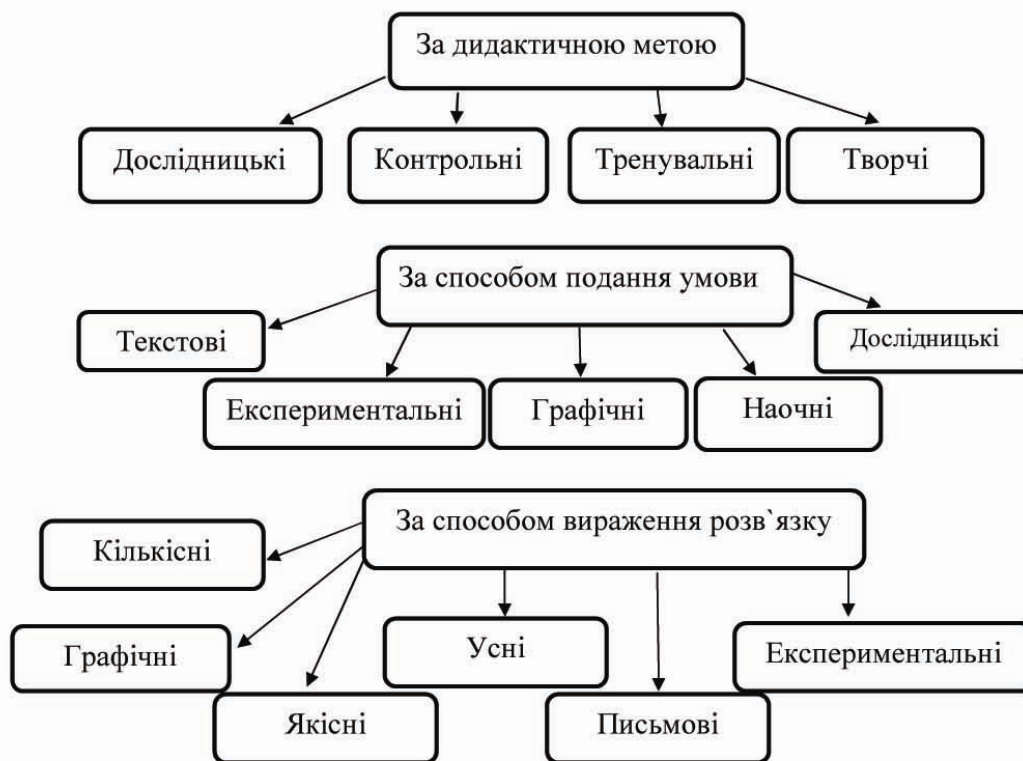 За дидактичною метою
Дослідницькі
Контрольні
Тренувальні
Творчі
За способом подання умови
Текстові
Дослідницькі
Експериментальні
Графічні
Наочні
За способом вираження розв`язку
Кількісні
Графічні
Усні
Експериментальні
Якісні
Письмові